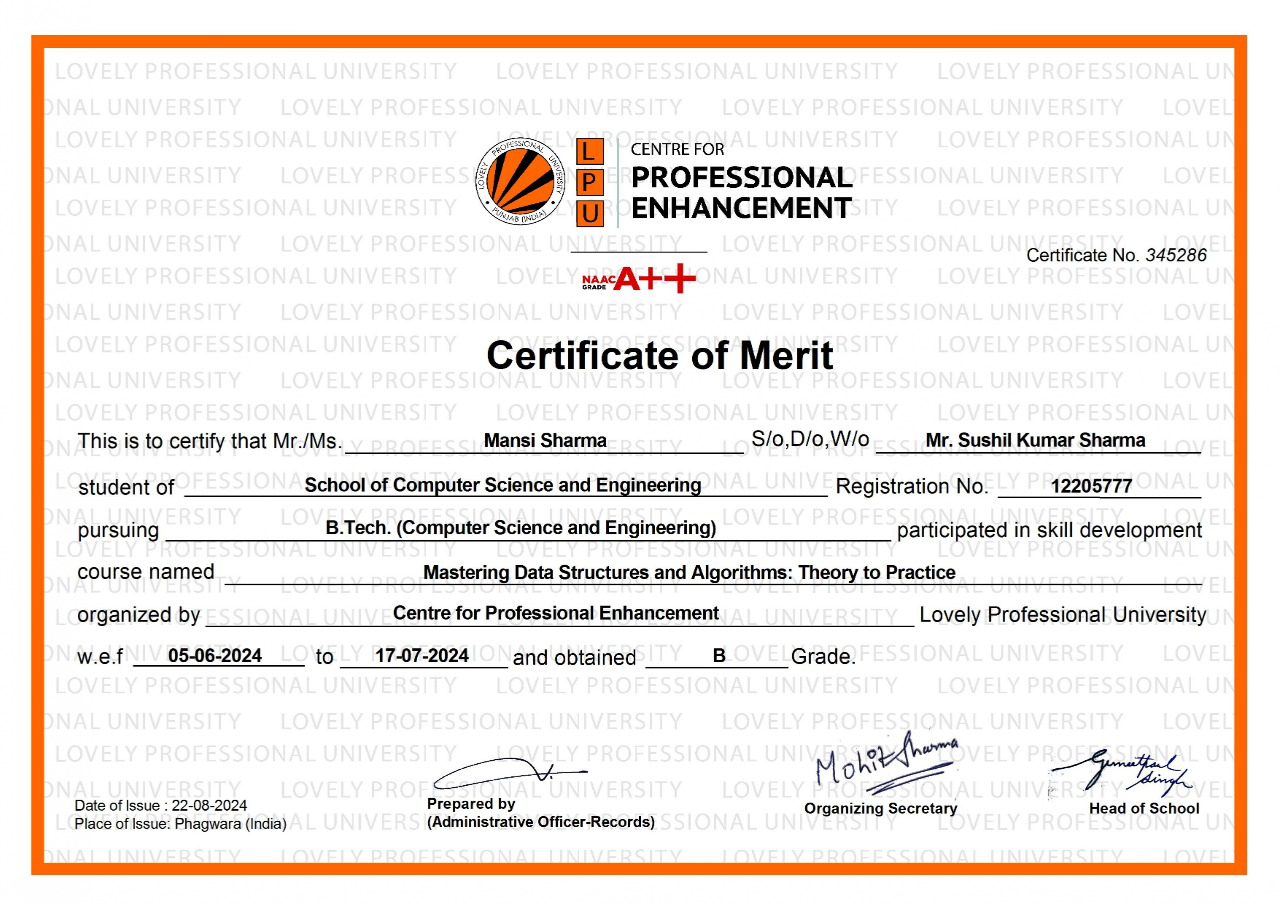 LOVELY PROFESSIONAL UNIVERSITY
LOVELY PROFESSIONAL UNIVERSITY
PUNJAB (INDIA)
L
P
U
CENTRE FOR
PROFESSIONAL
ENHANCEMENT
Certificate No. 345286
NAAC
GRADE
A++
Certificate of Merit
This is to certify that Mr./Ms. Mansi Sharma S/o,D/o,W/o Mr. Sushil Kumar Sharma
student of School of Computer Science and Engineering Registration No. 12205777
pursuing B.Tech. (Computer Science and Engineering) participated in skill development
course named Mastering Data Structures and Algorithms: Theory to Practice
organized by Centre for Professional Enhancement Lovely Professional University
w.e.f 05-06-2024 to 17-07-2024 and obtained B Grade.
Mohit Sharma
Singh
Date of Issue : 22-08-2024
Place of Issue: Phagwara (India)
Prepared by
(Administrative Officer-Records)
Organizing Secretary
Head of School